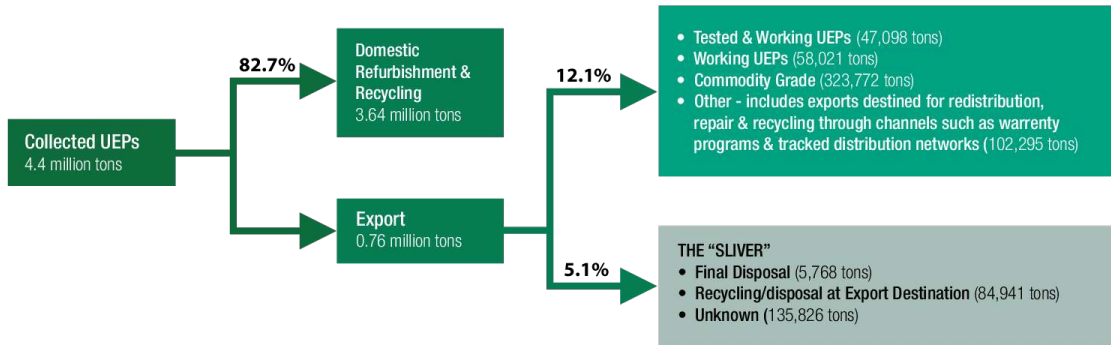 Collected UEPs
4.4 million tons
82.7%
Domestic
Refurbishment &
Recycling
3.64 million tons
Export
0.76 million tons
12.1%
• Tested & Working UEPs (47,098 tons)
• Working UEPs (58,021 tons)
• Commodity Grade (323,772 tons)
• Other - includes exports destined for redistribution,
repair & recycling through channels such as warrenty
programs & tracked distribution networks (102,295 tons)
5.1%
THE “SLIVER”
• Final Disposal (5,768 tons)
• Recycling/disposal at Export Destination (84,941 tons)
• Unknown (135,826 tons)